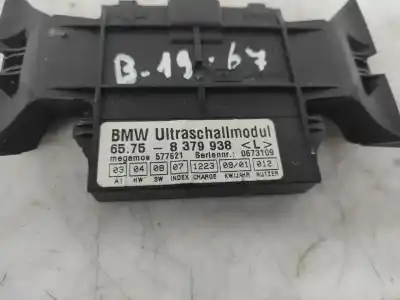 B-19-67
BMW Ultraschallmodul
65.75 - 8 379 938 <L>
megamos 577621 Seriennr.: 0673109
03 04 08 07 1223 09/01 012
AI HW SW INDEX CHARGE KW/JAHR NUTZER